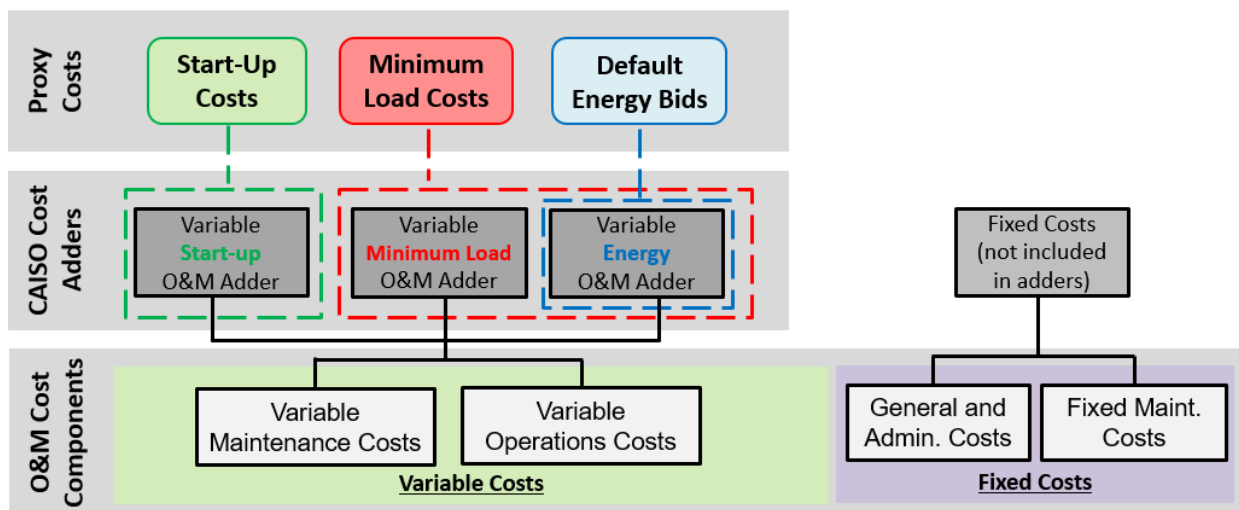 Proxy
Costs
Start-Up
Costs
Minimum
Load Costs
Default
Energy Bids
CAISO Cost
Adders
Variable
Start-up
O&M Adder
Variable
Minimum Load
O&M Adder
Variable
Energy
O&M Adder
Fixed Costs
(not included
in adders)
O&M Cost
Components
Variable
Maintenance Costs
Variable
Operations Costs
Variable Costs
General and
Admin. Costs
Fixed Maint.
Costs
Fixed Costs